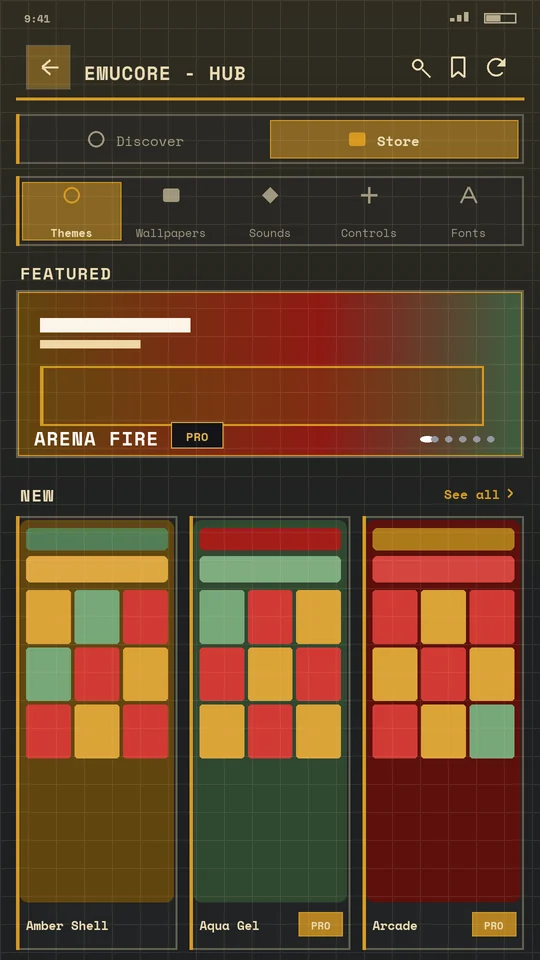 9:41
EMUCORE - HUB
Discover
Store
Themes
Wallpapers
Sounds
Controls
Fonts
FEATURED
ARENA FIRE
PRO
NEW
See all
Amber Shell
Aqua Gel
PRO
Arcade
PRO